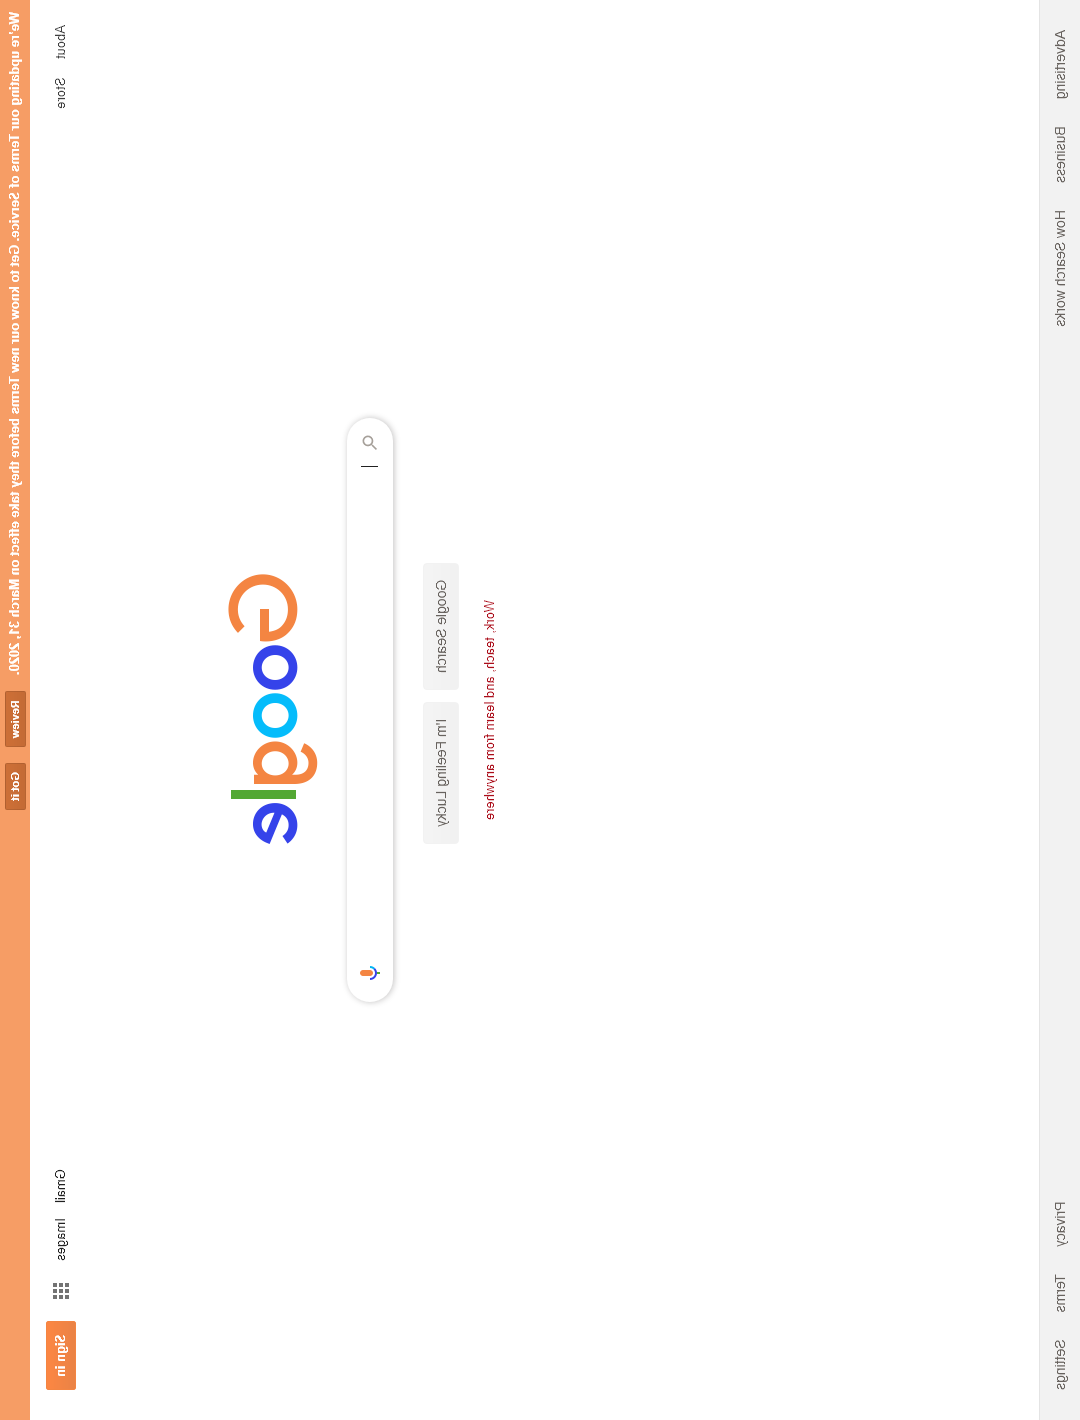 We're updating our Terms of Service. Get to know our new Terms before they take effect on March 31, 2020. Review Got it
About Store Gmail Images Sign in
Google
Google Search I'm Feeling Lucky
Work, teach, and learn from anywhere
Advertising Business How Search works Privacy Terms Settings